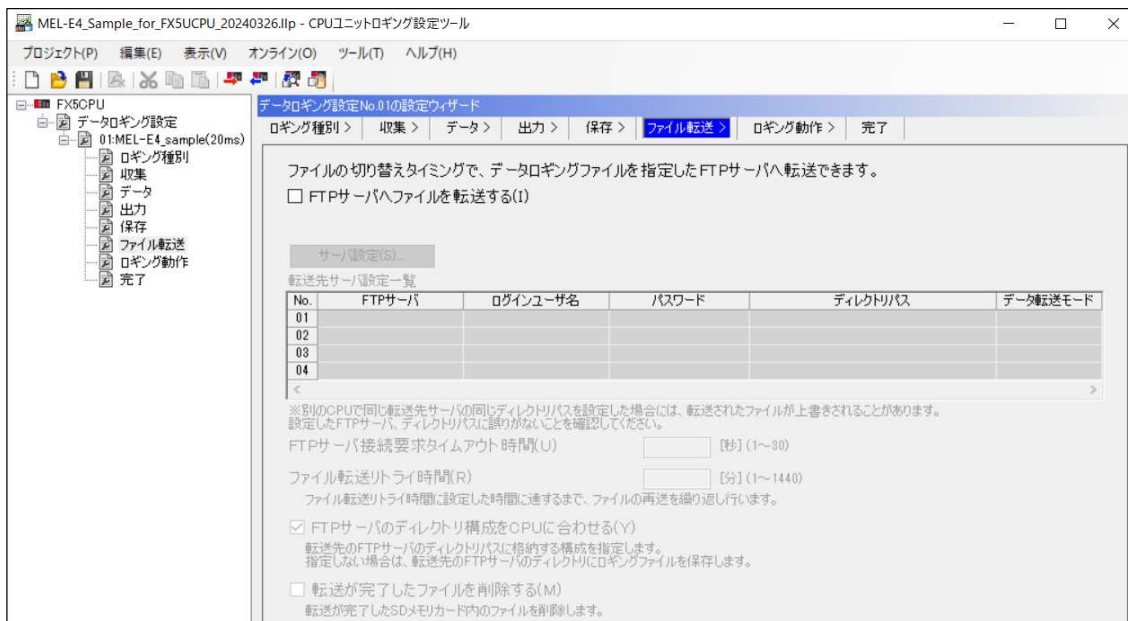 MEL-E4_Sample_for_FX5UCPU_20240326.llp - CPUユニットロギング設定ツール
プロジェクト(P) 編集(E) 表示(V) オンライン(O) ツール(T) ヘルプ(H)
FX5CPU
データロギング設定
01:MEL-E4_sample(20ms)
ロギング種別
収集
データ
出力
保存
ファイル転送
ロギング動作
完了
データロギング設定No.01の設定ウィザード
ロギング種別 > 収集 > データ > 出力 > 保存 > ファイル転送 > ロギング動作 > 完了
ファイルの切り替えタイミングで、データロギングファイルを指定したFTPサーバへ転送できます。
FTPサーバへファイルを転送する(I)
サーバ設定(S)...
転送先サーバ設定一覧
No. FTPサーバ ログインユーザ名 パスワード ディレクトリパス データ転送モード
01
02
03
04
※別のCPUで同じ転送先サーバの同じディレクトリパスを設定した場合には、転送されたファイルが上書きされることがあります。
設定したFTPサーバ、ディレクトリパスに誤りがないことを確認してください。
FTPサーバ接続要求タイムアウト時間(U) [秒] (1～30)
ファイル転送リトライ時間(R) [分] (1～1440)
ファイル転送リトライ時間に設定した時間に達するまで、ファイルの再送を繰り返し行います。
FTPサーバのディレクトリ構成をCPUに合わせる(Y)
転送先のFTPサーバのディレクトリパスに格納する構成を指定します。
指定しない場合は、転送先のFTPサーバのディレクトリにロギングファイルを保存します。
転送が完了したファイルを削除する(M)
転送が完了したSDメモリカード内のファイルを削除します。